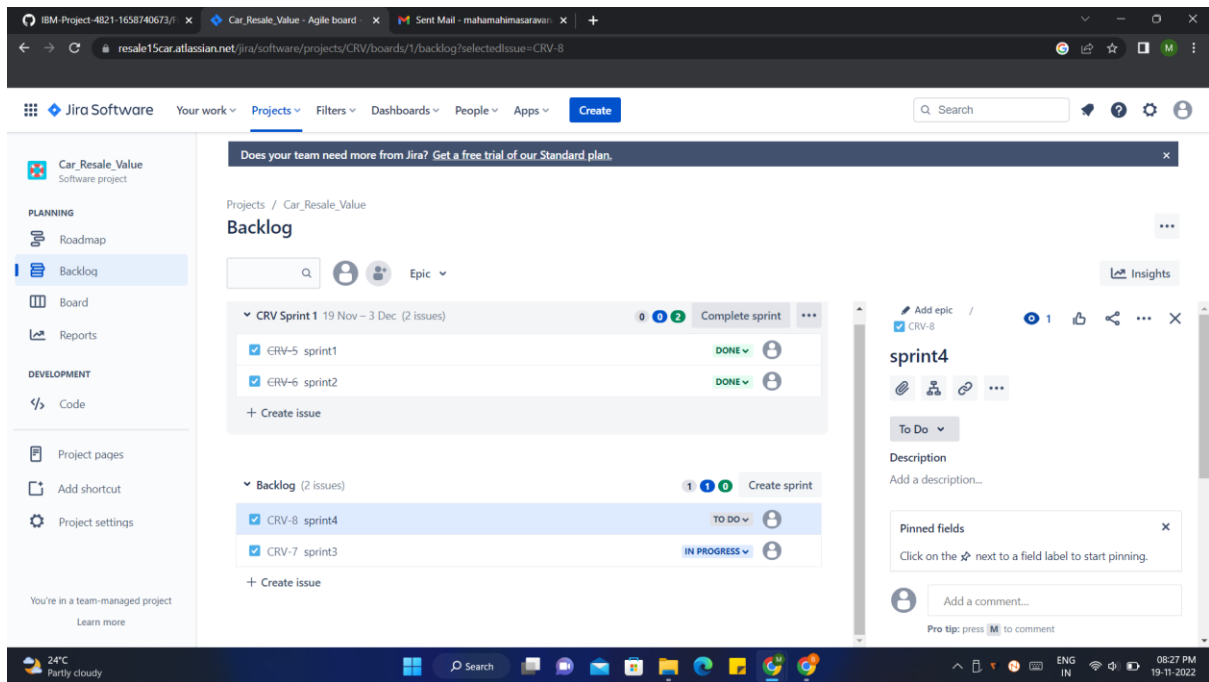 IBM-Project-4821-1658740673/F
Car_Resale_Value - Agile board -
Sent Mail - mahamahimasaravan
resale15car.atlassian.net/jira/software/projects/CRV/boards/1/backlog?selectedIssue=CRV-8
M
Jira Software
Your work
Projects
Filters
Dashboards
People
Apps
Create
Search
Car_Resale_Value
Software project
PLANNING
Roadmap
Backlog
Board
Reports
DEVELOPMENT
Code
Project pages
Add shortcut
Project settings
You're in a team-managed project
Learn more
Does your team need more from Jira? Get a free trial of our Standard plan.
Projects / Car_Resale_Value
Backlog
Epic
Insights
CRV Sprint 1 19 Nov – 3 Dec (2 issues) 0 0 2 Complete sprint
CRV-5 sprint1 DONE
CRV-6 sprint2 DONE
+ Create issue
Backlog (2 issues) 1 1 0 Create sprint
CRV-8 sprint4 TO DO
CRV-7 sprint3 IN PROGRESS
+ Create issue
Add epic /
CRV-8
1
sprint4
To Do
Description
Add a description...
Pinned fields
Click on the next to a field label to start pinning.
Add a comment...
Pro tip: press M to comment
24°C
Partly cloudy
Search
ENG
IN
08:27 PM
19-11-2022